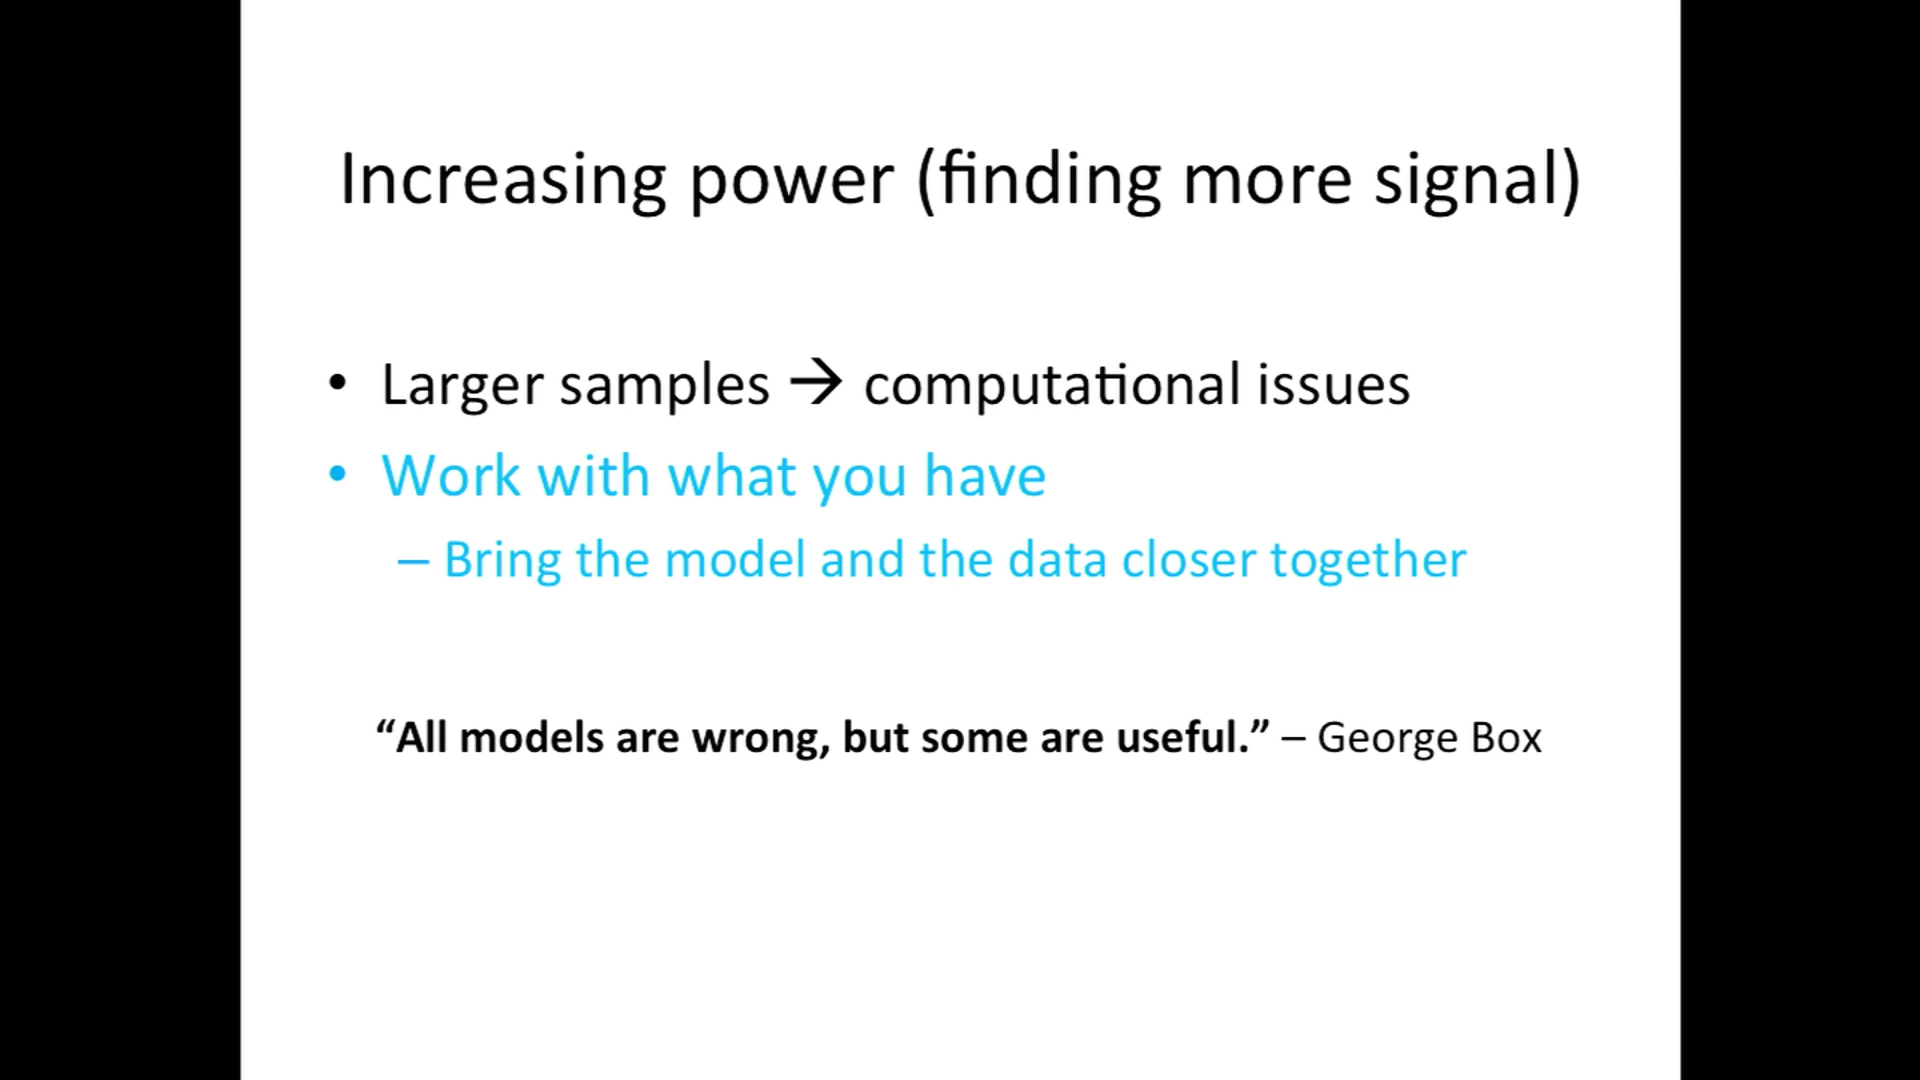 Increasing power (finding more signal)
• Larger samples → computational issues
• Work with what you have
– Bring the model and the data closer together
“All models are wrong, but some are useful.” – George Box